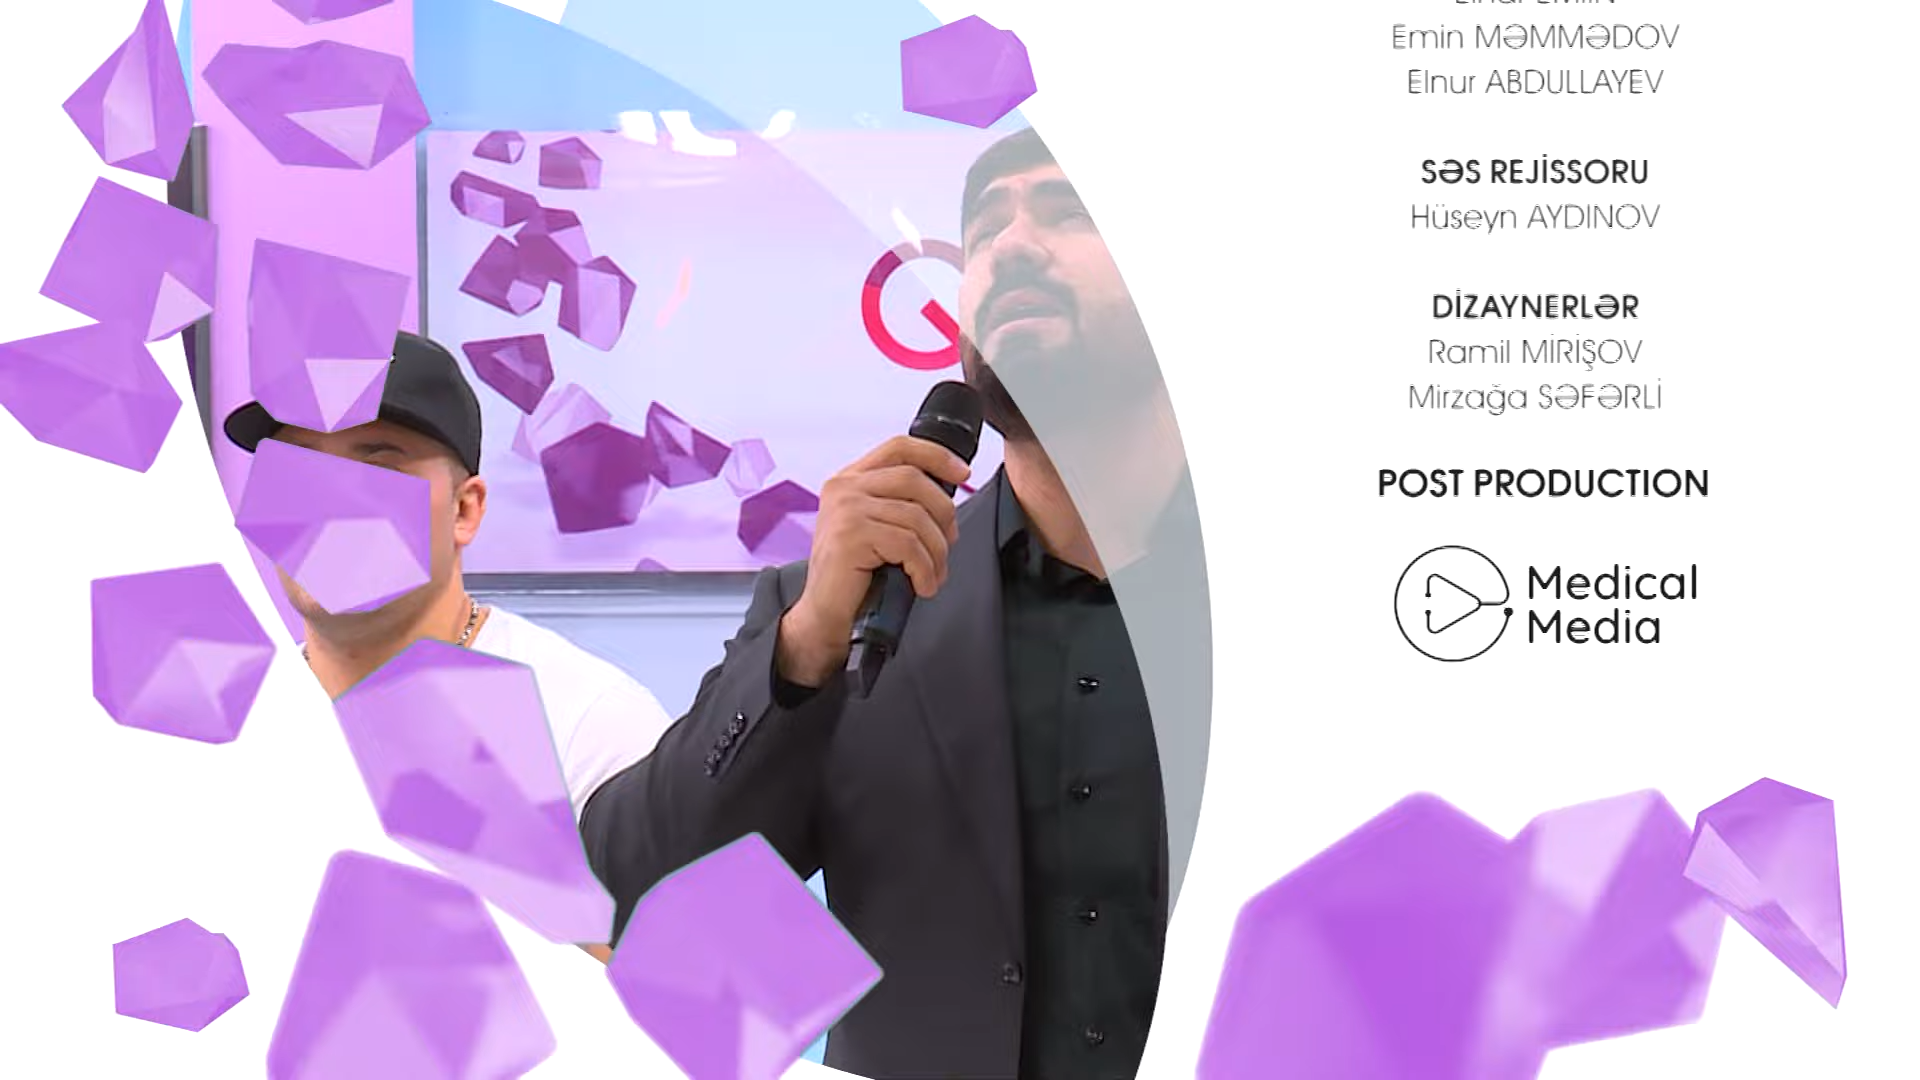 Emin MƏMMƏDOV
Elnur ABDULLAYEV
SƏS REJİSSORU
Hüseyn AYDINOV
DİZAYNERLƏR
Ramil MİRİŞOV
Mirzağa SƏFƏRLİ
POST PRODUCTION
Medical
Media